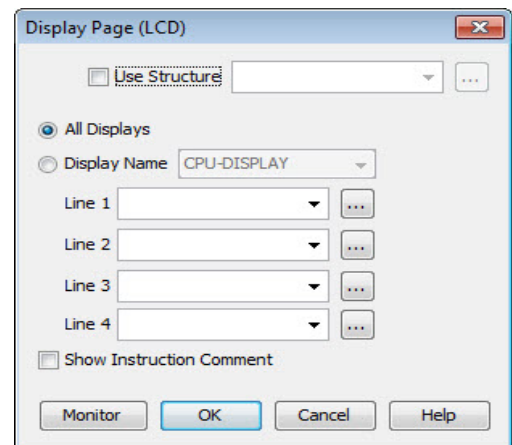 Display Page (LCD)
Use Structure
...
All Displays
Display Name CPU-DISPLAY
Line 1 ...
Line 2 ...
Line 3 ...
Line 4 ...
Show Instruction Comment
Monitor OK Cancel Help